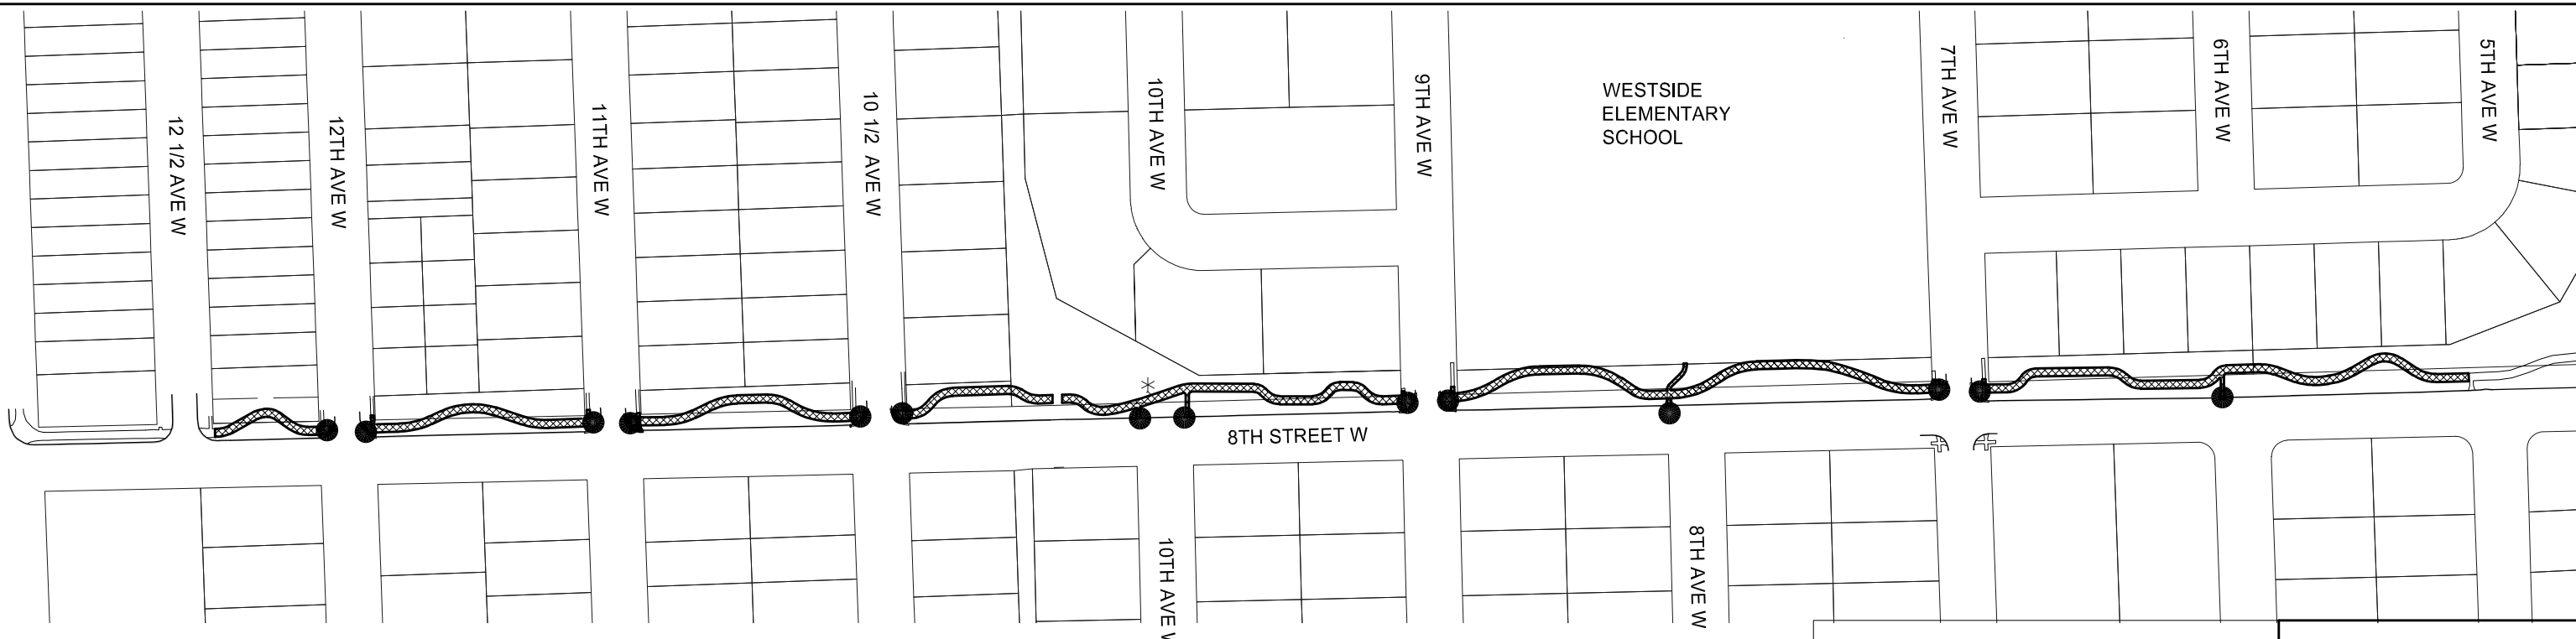 12 1/2 AVE W
12TH AVE W
11TH AVE W
10 1/2 AVE W
10TH AVE W
9TH AVE W
WESTSIDE
ELEMENTARY
SCHOOL
7TH AVE W
6TH AVE W
5TH AVE W
8TH STREET W
10TH AVE W
8TH AVE W